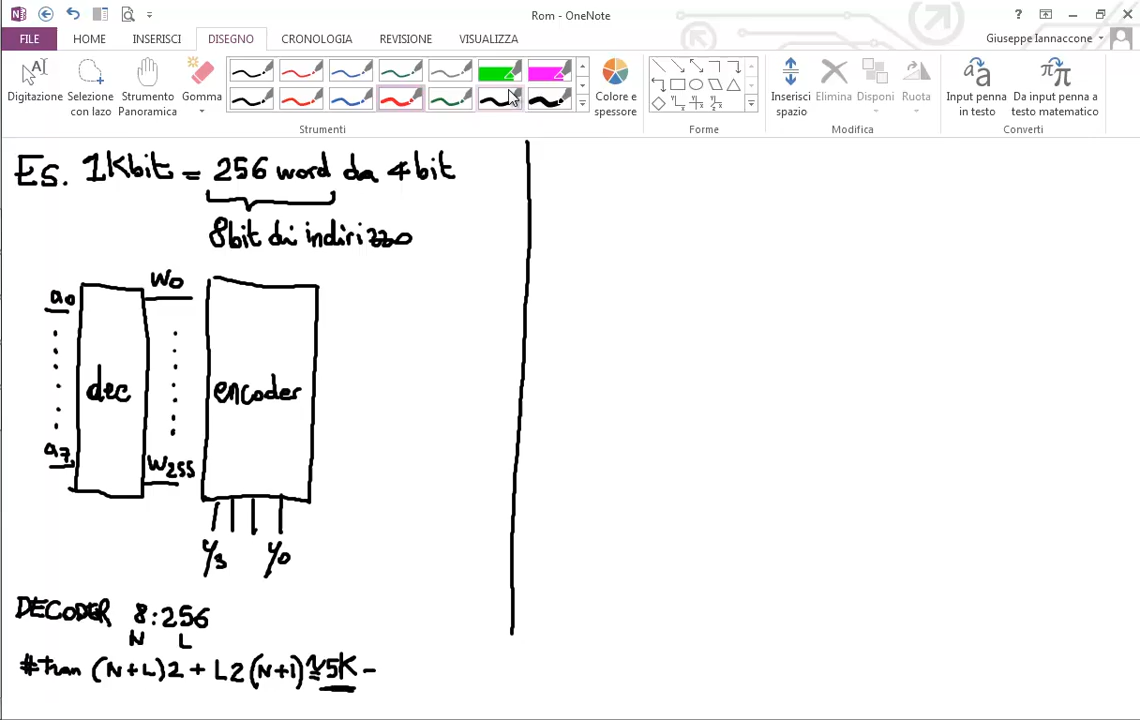 Rom - OneNote
FILE HOME INSERISCI DISEGNO CRONOLOGIA REVISIONE VISUALIZZA
Giuseppe Iannaccone
Digitazione
Selezione con lazo
Strumento Panoramica
Gomma
Colore e spessore
Inserisci spazio
Elimina
Disponi
Ruota
Input penna in testo
Da input penna a testo matematico
Strumenti Forme Modifica Converti
Es. 1Kbit = 256 word da 4bit
8bit di indirizzo
a0 W0
dec encoder
a7 W255
y3 y0
DECODER 8:256
N L
#tran (N+L)2 + L2(N+1) ≅ 5K -